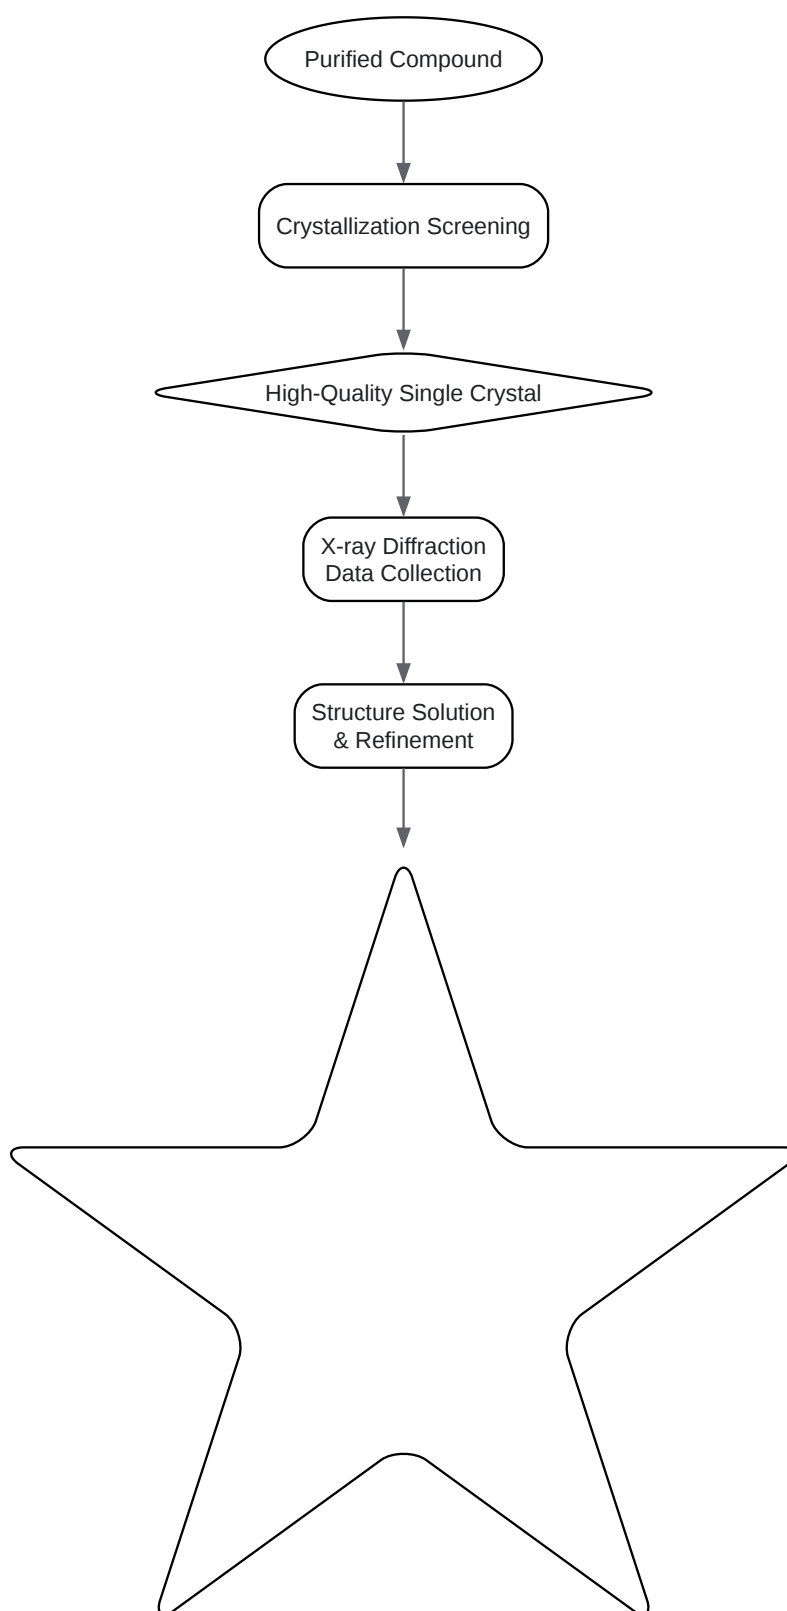 Purified Compound
Crystallization Screening
High-Quality Single Crystal
X-ray Diffraction
Data Collection
Structure Solution
& Refinement